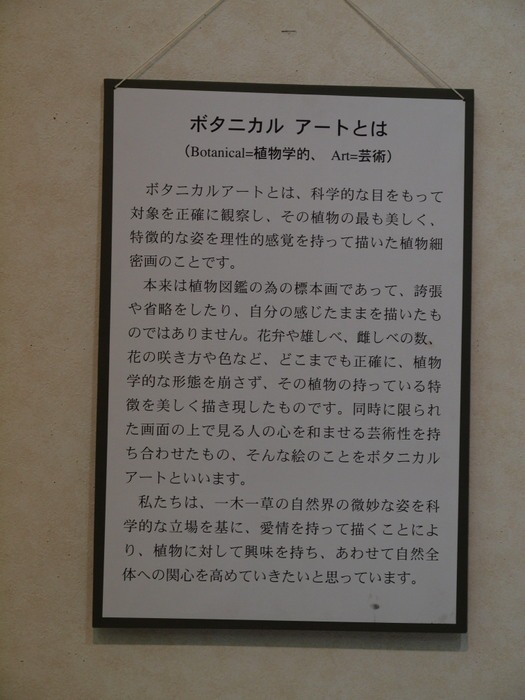 ボタニカル アートとは
（Botanical=植物学的、 Art=芸術）
ボタニカルアートとは、科学的な目をもって
対象を正確に観察し、その植物の最も美しく、
特徴的な姿を理性的感覚を持って描いた植物細
密画のことです。
本来は植物図鑑の為の標本画であって、誇張
や省略をしたり、自分の感じたままを描いたも
のではありません。花弁や雄しべ、雌しべの数、
花の咲き方や色など、どこまでも正確に、植物
学的な形態を崩さず、その植物の持っている特
徴を美しく描き現したものです。同時に限られ
た画面の上で見る人の心を和ませる芸術性を持
ち合わせたもの、そんな絵のことをボタニカル
アートといいます。
私たちは、一木一草の自然界の微妙な姿を科
学的な立場を基に、愛情を持って描くことによ
り、植物に対して興味を持ち、あわせて自然全
体への関心を高めていきたいと思っています。